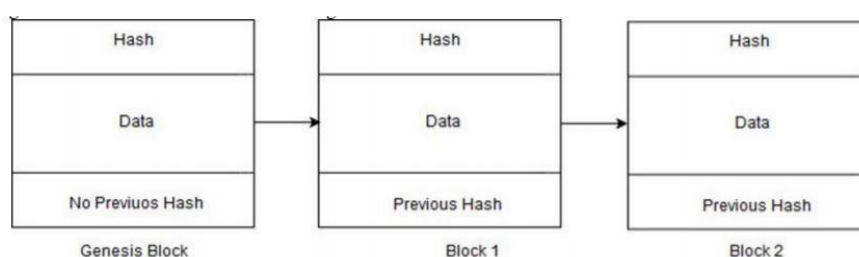 Hash Hash Hash
Data Data Data
No Previuos Hash Previous Hash Previous Hash
Genesis Block Block 1 Block 2